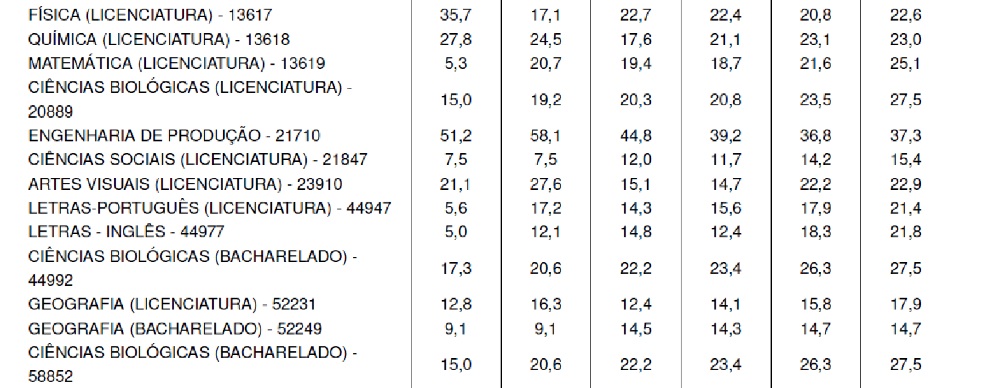 FÍSICA (LICENCIATURA) - 13617 35,7 17,1 22,7 22,4 20,8 22,6
QUÍMICA (LICENCIATURA) - 13618 27,8 24,5 17,6 21,1 23,1 23,0
MATEMÁTICA (LICENCIATURA) - 13619 5,3 20,7 19,4 18,7 21,6 25,1
CIÊNCIAS BIOLÓGICAS (LICENCIATURA) -
20889 15,0 19,2 20,3 20,8 23,5 27,5
ENGENHARIA DE PRODUÇÃO - 21710 51,2 58,1 44,8 39,2 36,8 37,3
CIÊNCIAS SOCIAIS (LICENCIATURA) - 21847 7,5 7,5 12,0 11,7 14,2 15,4
ARTES VISUAIS (LICENCIATURA) - 23910 21,1 27,6 15,1 14,7 22,2 22,9
LETRAS-PORTUGUÊS (LICENCIATURA) - 44947 5,6 17,2 14,3 15,6 17,9 21,4
LETRAS - INGLÊS - 44977 5,0 12,1 14,8 12,4 18,3 21,8
CIÊNCIAS BIOLÓGICAS (BACHARELADO) -
44992 17,3 20,6 22,2 23,4 26,3 27,5
GEOGRAFIA (LICENCIATURA) - 52231 12,8 16,3 12,4 14,1 15,8 17,9
GEOGRAFIA (BACHARELADO) - 52249 9,1 9,1 14,5 14,3 14,7 14,7
CIÊNCIAS BIOLÓGICAS (BACHARELADO) -
58852 15,0 20,6 22,2 23,4 26,3 27,5